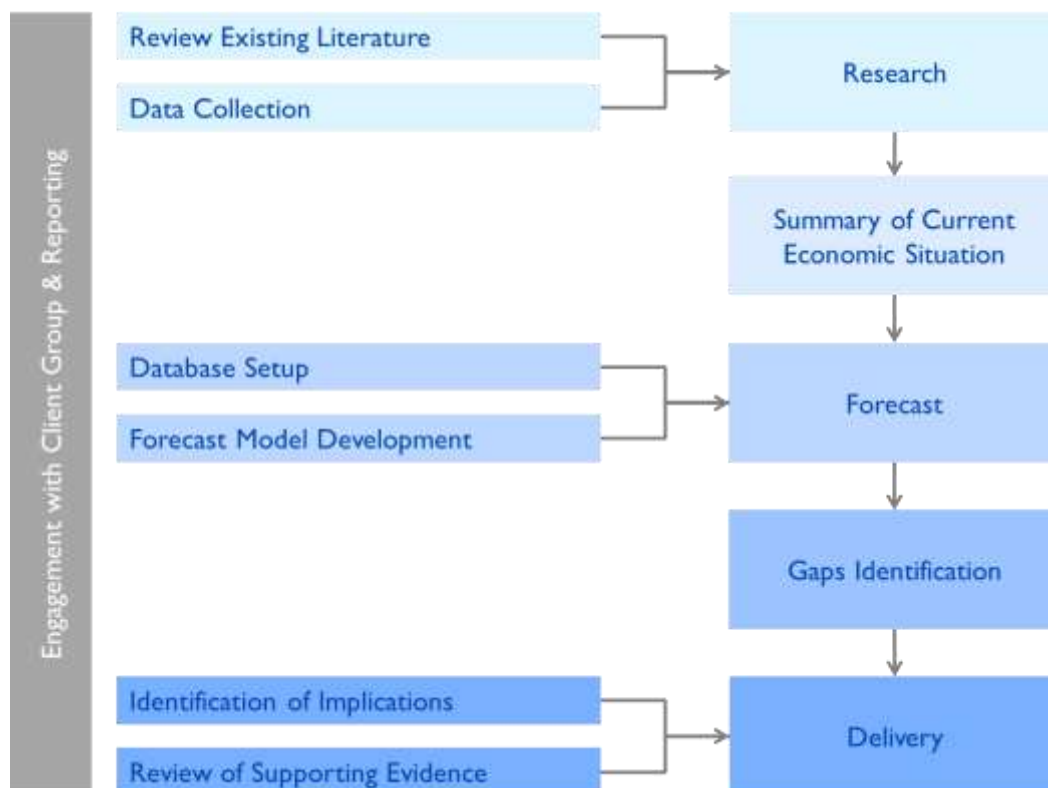 Engagement with Client Group & Reporting
Review Existing Literature
Data Collection
Research
Summary of Current
Economic Situation
Database Setup
Forecast Model Development
Forecast
Gaps Identification
Identification of Implications
Review of Supporting Evidence
Delivery